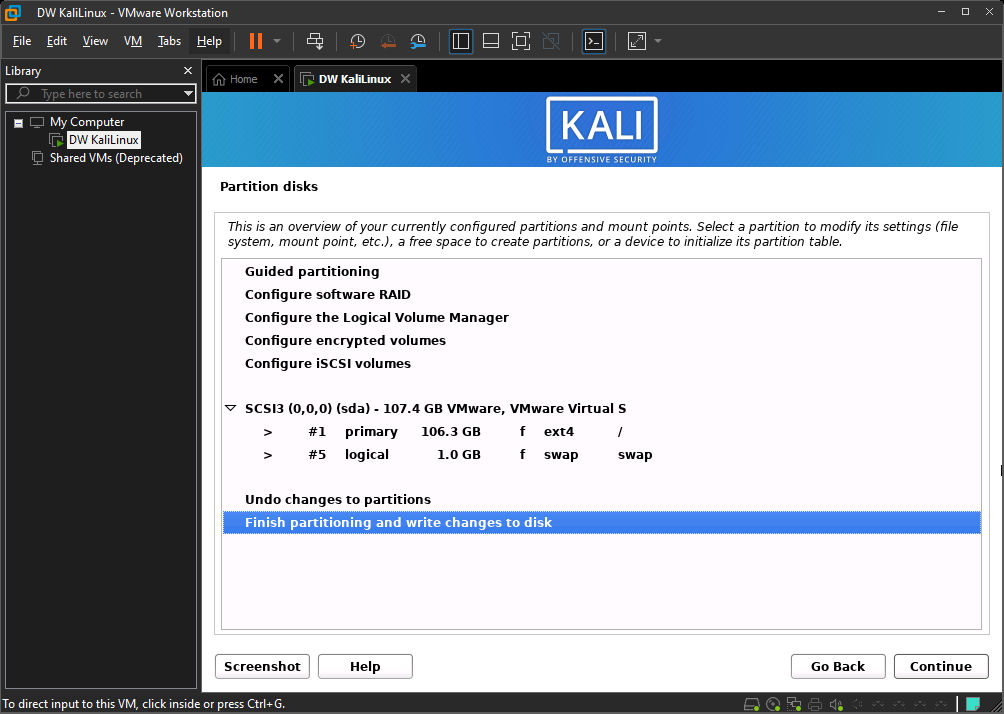 DW KaliLinux - VMware Workstation
File Edit View VM Tabs Help
Library
Type here to search
My Computer
DW KaliLinux
Shared VMs (Deprecated)
Home
DW KaliLinux
KALI
BY OFFENSIVE SECURITY
Partition disks
This is an overview of your currently configured partitions and mount points. Select a partition to modify its settings (file
system, mount point, etc.), a free space to create partitions, or a device to initialize its partition table.
Guided partitioning
Configure software RAID
Configure the Logical Volume Manager
Configure encrypted volumes
Configure iSCSI volumes
SCSI3 (0,0,0) (sda) - 107.4 GB VMware, VMware Virtual S
> #1 primary 106.3 GB f ext4 /
> #5 logical 1.0 GB f swap swap
Undo changes to partitions
Finish partitioning and write changes to disk
Screenshot Help Go Back Continue
To direct input to this VM, click inside or press Ctrl+G.